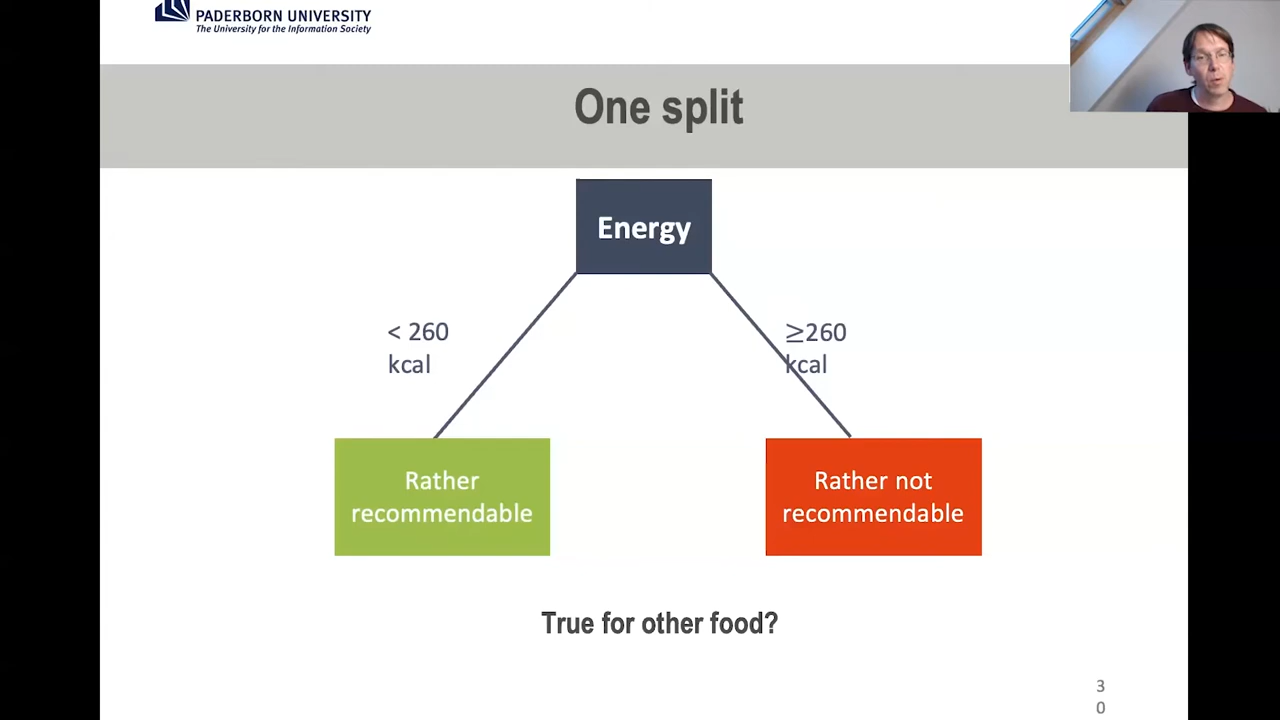 PADERBORN UNIVERSITY
The University for the Information Society
One split
Energy
< 260
kcal
≥260
kcal
Rather
recommendable
Rather not
recommendable
True for other food?
3
0